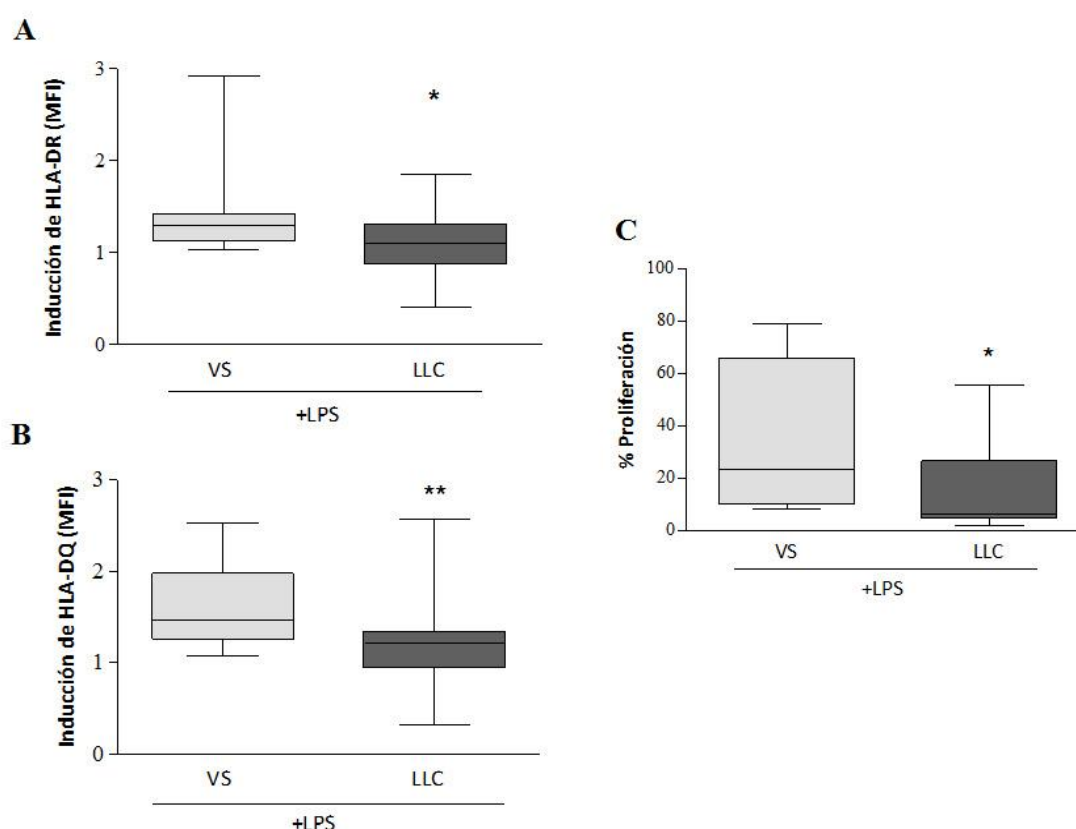 A
Inducción de HLA-DR (MFI)
3
2
1
0
*
VS LLC
+LPS
B
Inducción de HLA-DQ (MFI)
3
2
1
0
**
VS LLC
+LPS
C
% Proliferación
100
80
60
40
20
0
*
VS LLC
+LPS